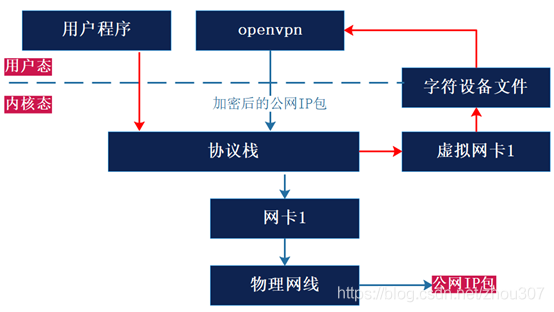 用户程序
openvpn
用户态
字符设备文件
内核态
加密后的公网IP包
协议栈
虚拟网卡1
网卡1
物理网线
公网IP包
https://blog.csdn.net/zhou307